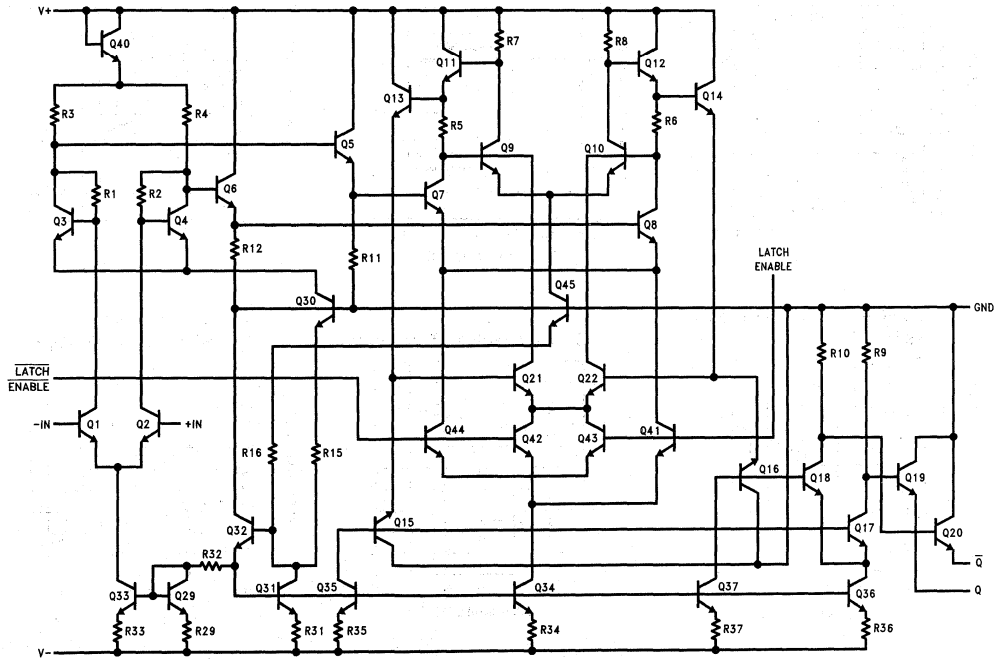 V+
Q40
R7
R8
Q11
Q12
Q13
Q14
R3
R4
R5
R6
Q5
Q9
Q10
R1
R2
Q6
Q7
Q3
Q4
Q8
R12
R11
LATCH
ENABLE
Q30
Q45
GND
R10
R9
LATCH
ENABLE
Q21
Q22
-IN
Q1
Q2
+IN
Q44
Q42
Q43
Q41
R16
R15
Q16
Q18
Q19
Q32
Q15
Q17
Q20
R32
Q̅
Q33
Q29
Q31
Q35
Q34
Q37
Q36
Q
R33
R29
R31
R35
R34
R37
R36
V-